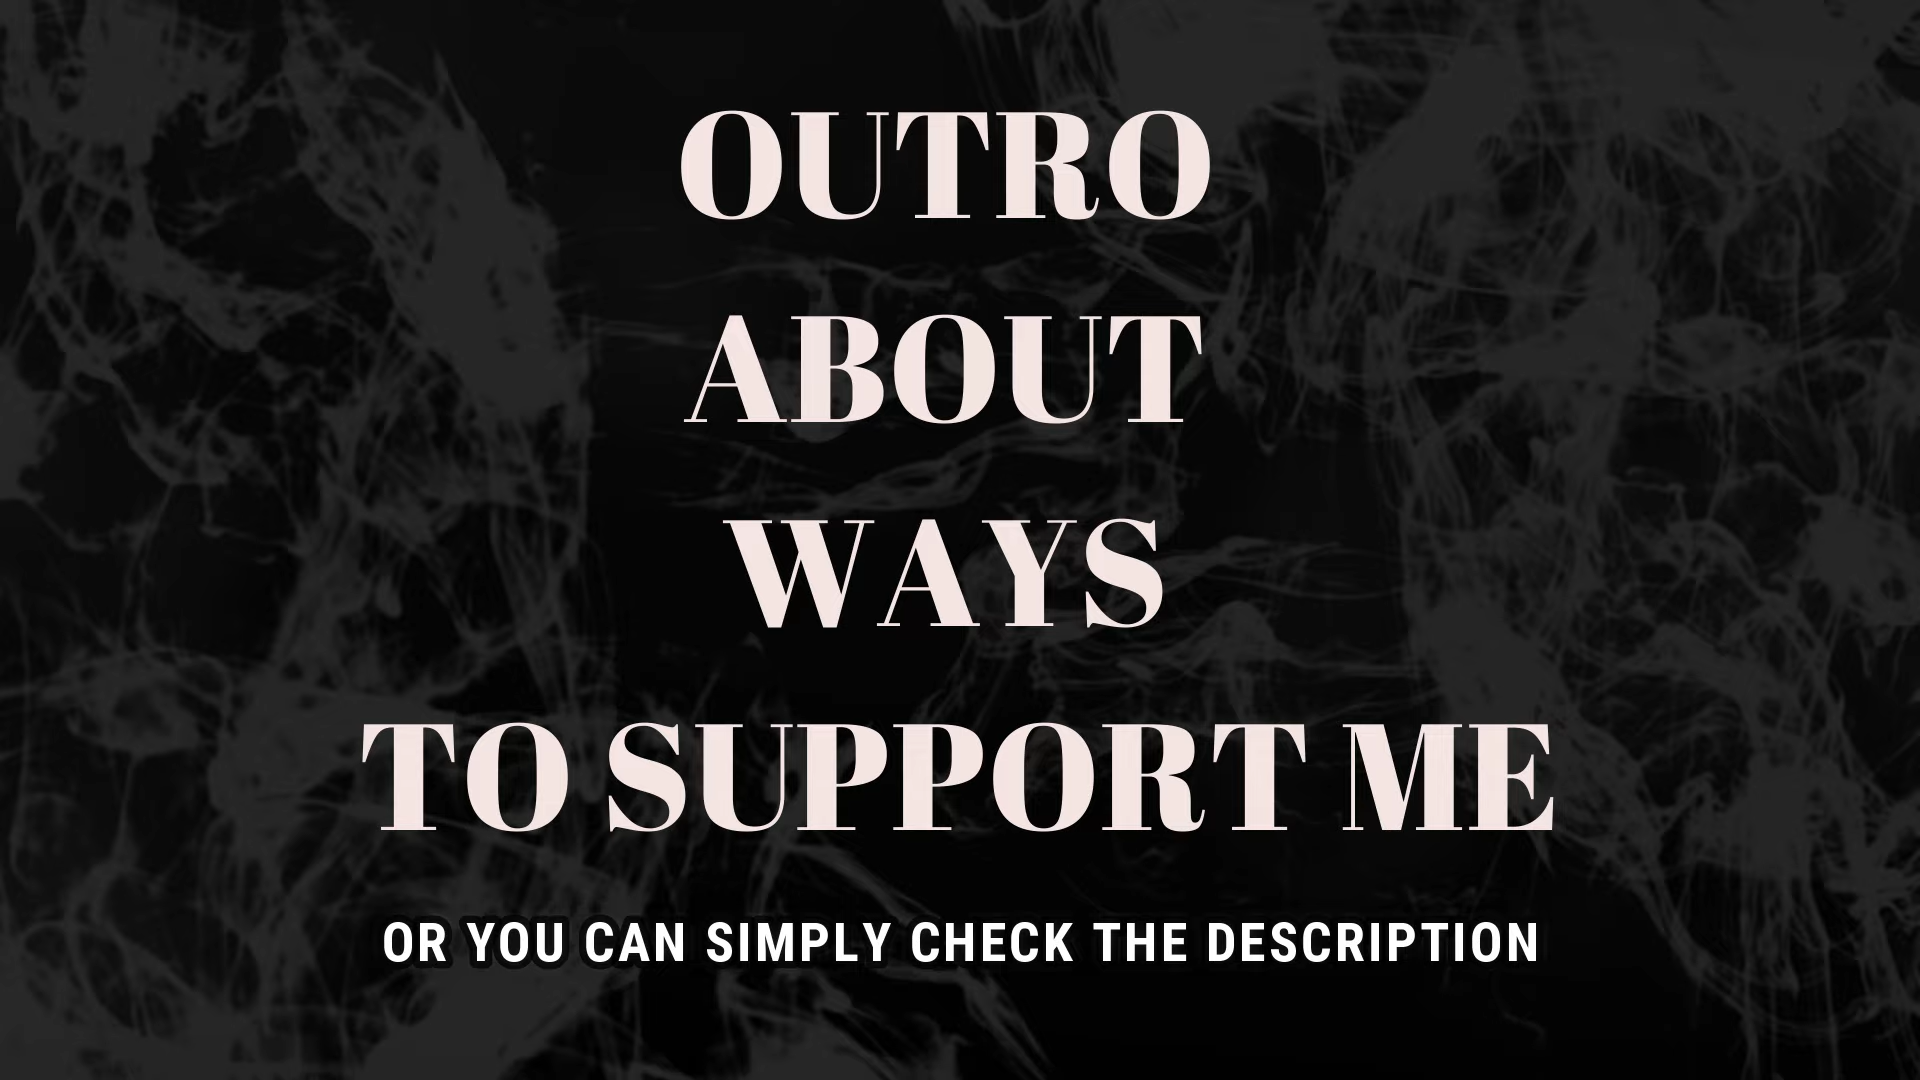 OUTRO
ABOUT
WAYS
TO SUPPORT ME
OR YOU CAN SIMPLY CHECK THE DESCRIPTION